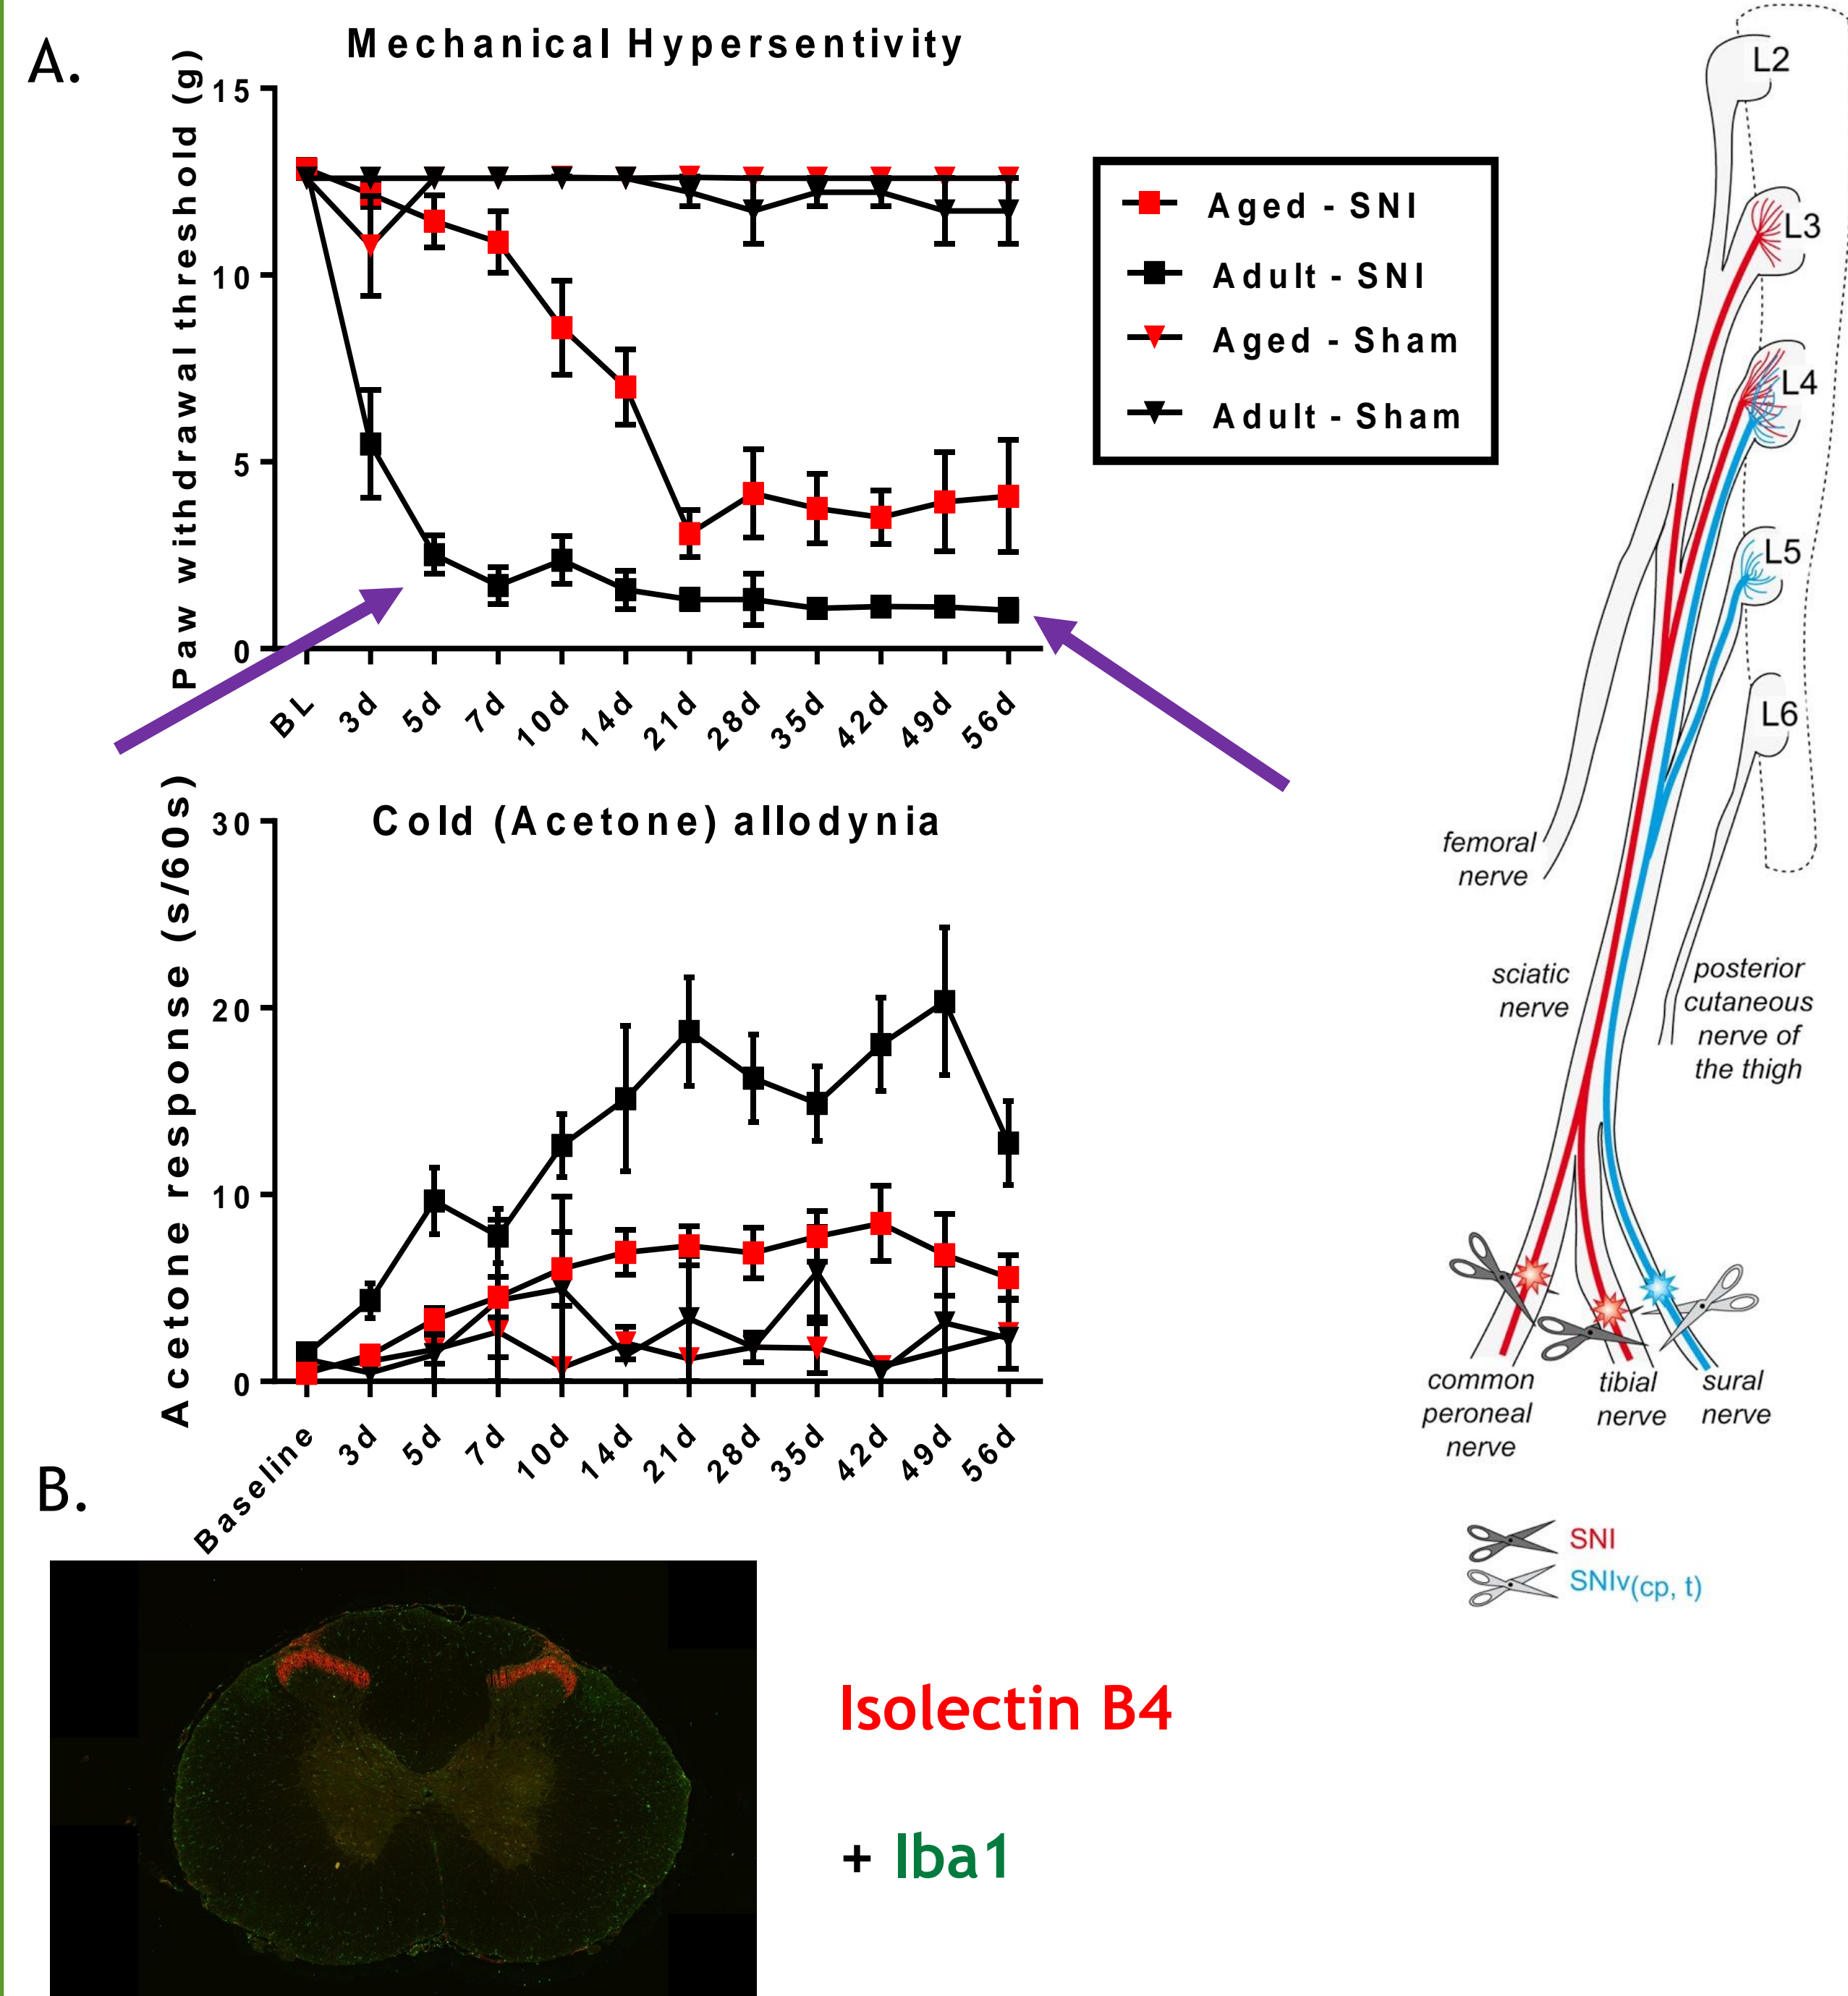 A.
Mechanical Hypersentivity
Paw withdrawal threshold (g)
15
10
5
0
BL
3d
5d
7d
10d
14d
21d
28d
35d
42d
49d
56d
Aged - SNI
Adult - SNI
Aged - Sham
Adult - Sham
Cold (Acetone) allodynia
Acetone response (s/60s)
30
20
10
0
Baseline
3d
5d
7d
10d
14d
21d
28d
35d
42d
49d
56d
L2
L3
L4
L5
L6
femoral
nerve
sciatic
nerve
posterior
cutaneous
nerve of
the thigh
common
peroneal
nerve
tibial
nerve
sural
nerve
SNI
SNIv(cp, t)
B.
Isolectin B4
+ Iba1